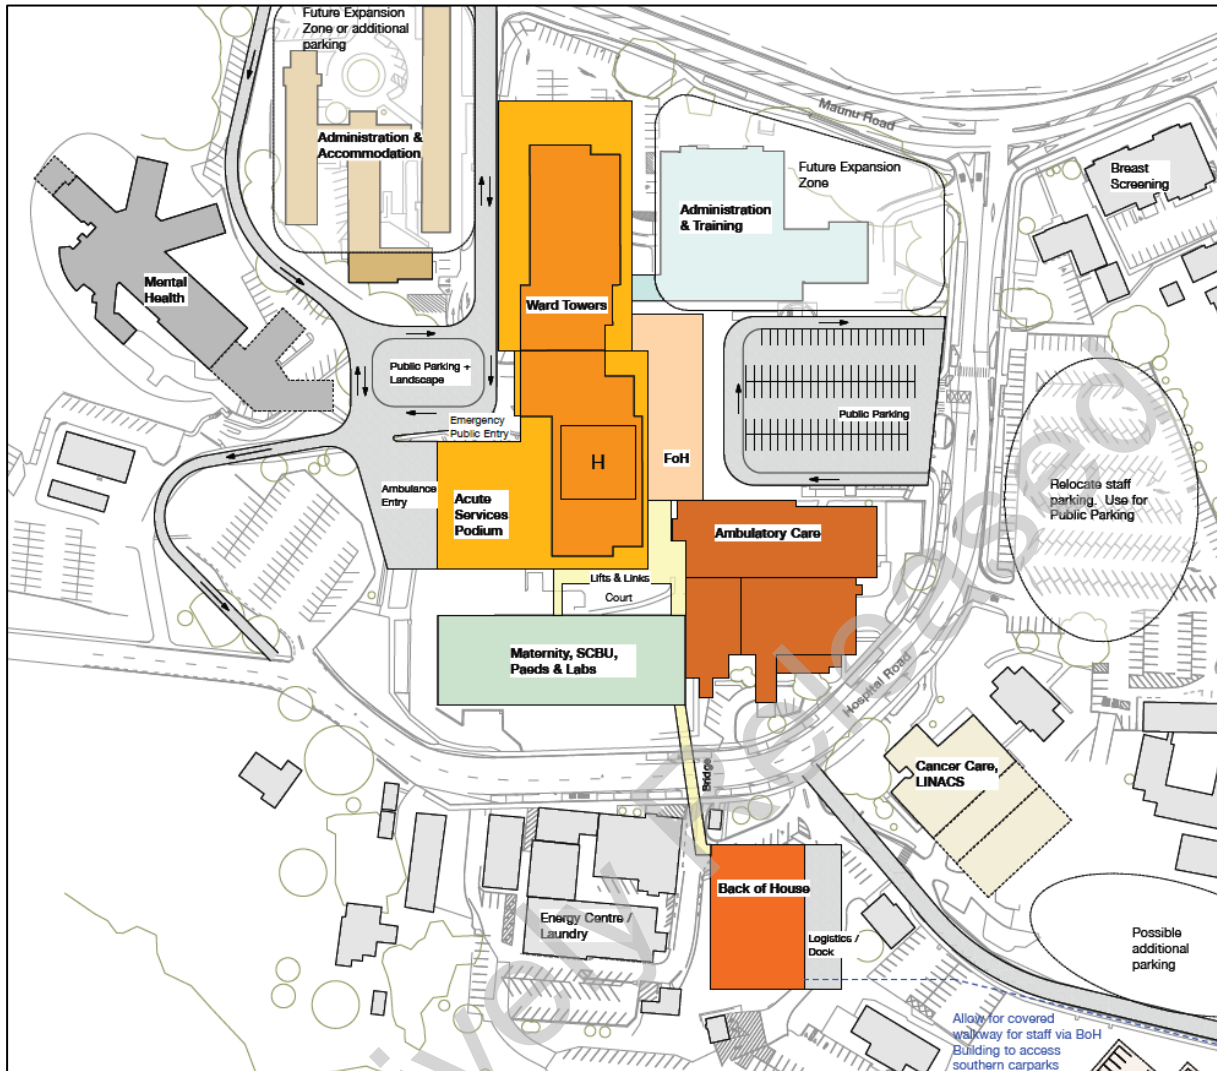 Future Expansion
Zone or additional
parking
Administration &
Accommodation
Maunu Road
Future Expansion
Zone
Breast
Screening
Administration
& Training
Mental
Health
Ward Towers
Public Parking +
Landscape
Public Parking
Emergency
Public Entry
FoH
H
Ambulance
Entry
Acute
Services
Podium
Relocate staff
parking. Use for
Public Parking
Ambulatory Care
Lifts & Links
Court
Maternity, SCBU,
Paeds & Labs
Hospital Road
Bridge
Cancer Care,
LINACS
Back of House
Energy Centre /
Laundry
Logistics /
Dock
Possible
additional
parking
Allow for covered
walkway for staff via BoH
Building to access
southern carparks
ively Released